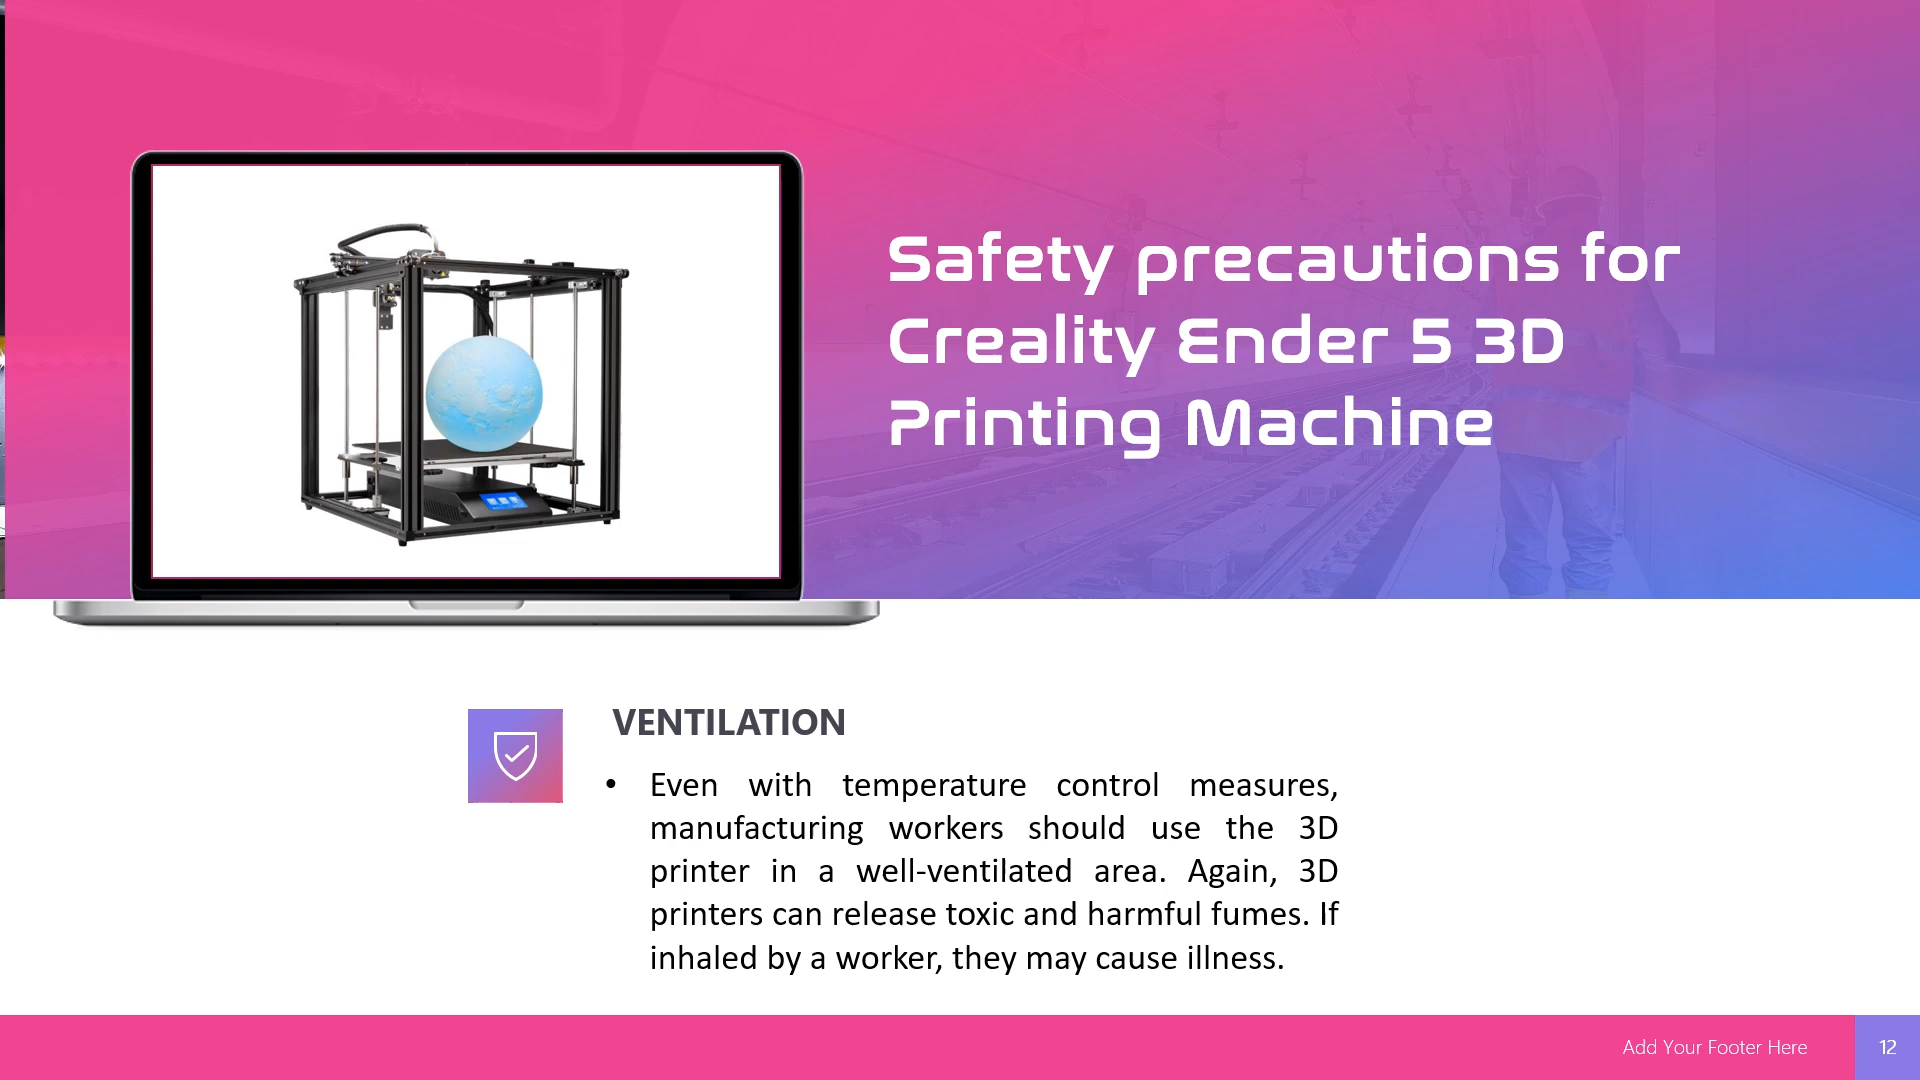 Safety precautions for
Creality Ender 5 3D
Printing Machine
VENTILATION
• Even with temperature control measures,
manufacturing workers should use the 3D
printer in a well-ventilated area. Again, 3D
printers can release toxic and harmful fumes. If
inhaled by a worker, they may cause illness.
Add Your Footer Here
12